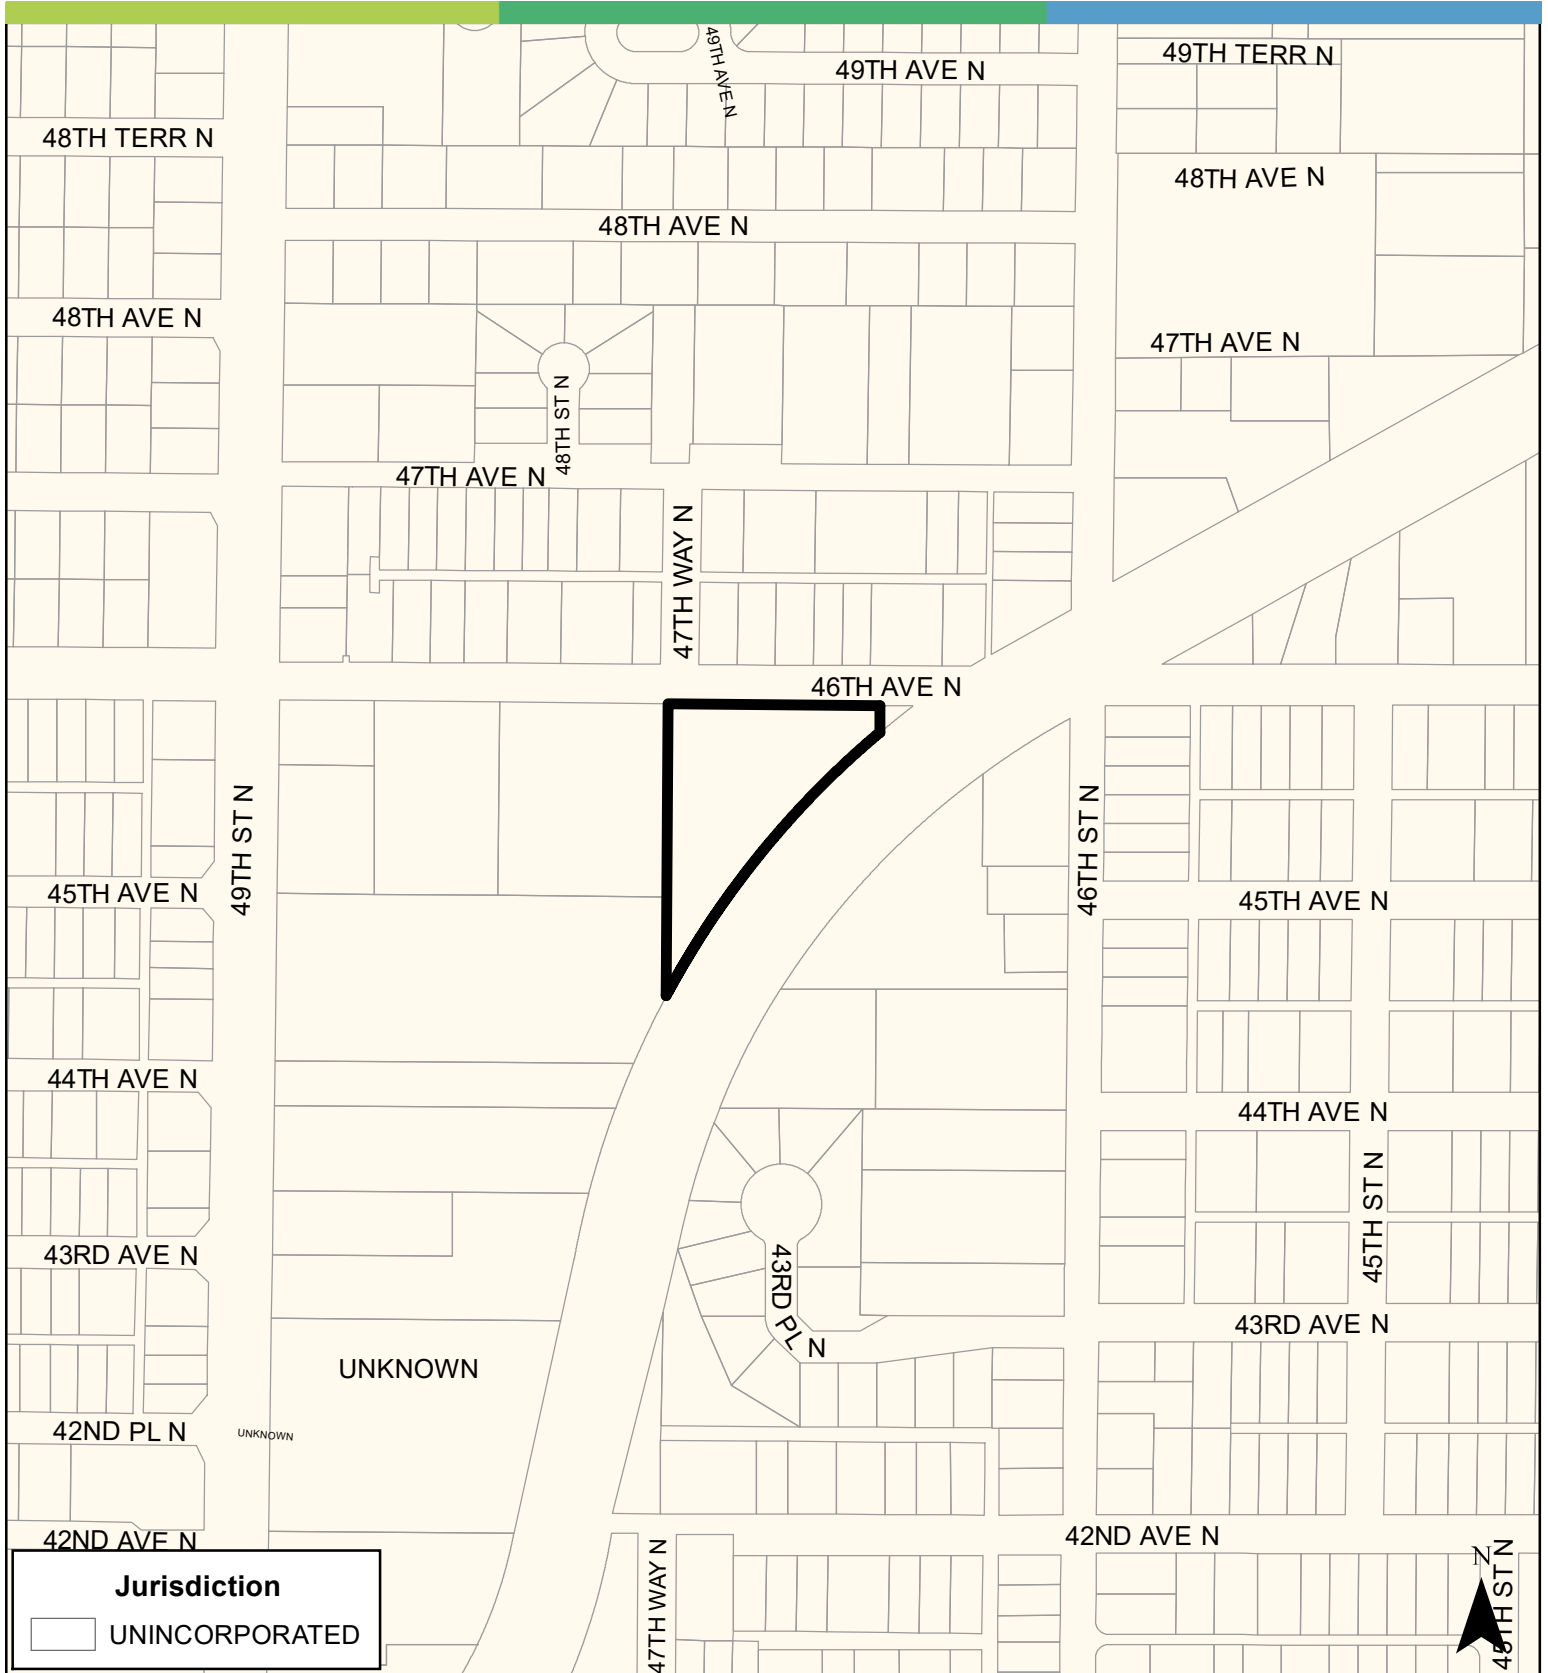 49TH AVE N
49TH TERR N
49TH AVE N
48TH TERR N
48TH AVE N
48TH AVE N
48TH AVE N
47TH AVE N
48TH ST N
47TH AVE N
47TH WAY N
46TH AVE N
49TH ST N
46TH ST N
45TH AVE N
45TH AVE N
44TH AVE N
44TH AVE N
45TH ST N
43RD AVE N
43RD PL N
43RD AVE N
UNKNOWN
42ND PL N
UNKNOWN
42ND AVE N
42ND AVE N
47TH WAY N
45TH ST N
N
Jurisdiction
UNINCORPORATED